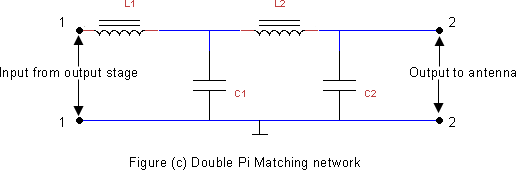 L1
L2
1
2
Input from output stage
Output to antenna
C1
C2
1
2
Figure (c) Double Pi Matching network